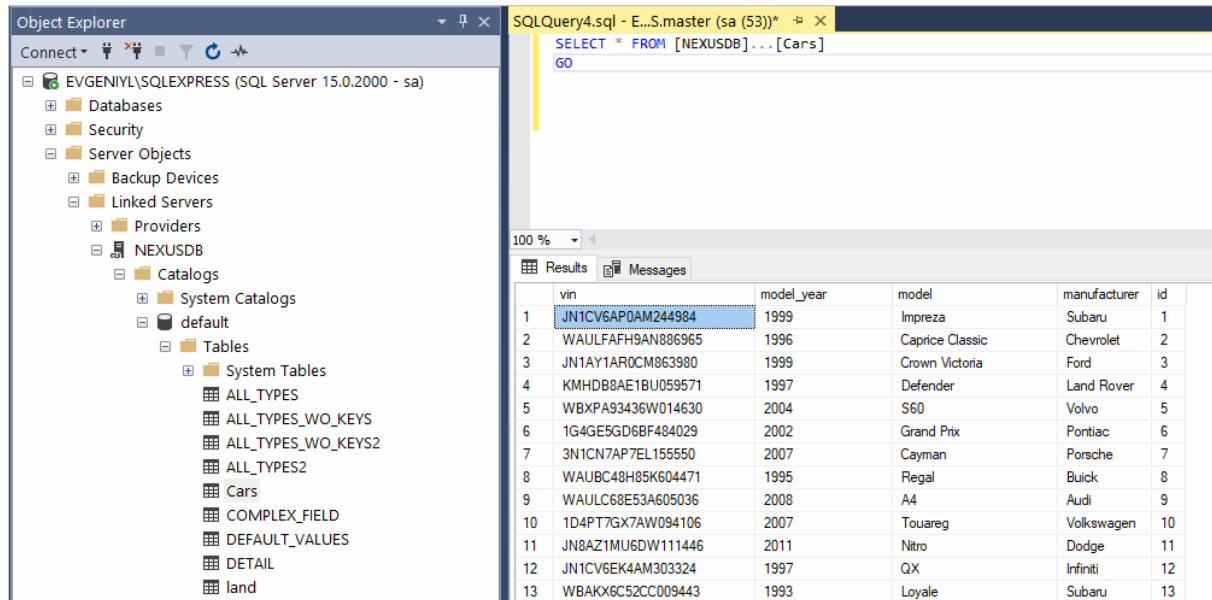 Object Explorer
Connect
EVGENIYL\SQLEXPRESS (SQL Server 15.0.2000 - sa)
Databases
Security
Server Objects
Backup Devices
Linked Servers
Providers
NEXUSDB
Catalogs
System Catalogs
default
Tables
System Tables
ALL_TYPES
ALL_TYPES_WO_KEYS
ALL_TYPES_WO_KEYS2
ALL_TYPES2
Cars
COMPLEX_FIELD
DEFAULT_VALUES
DETAIL
land
SQLQuery4.sql - E...S.master (sa (53))*
SELECT * FROM [NEXUSDB]...[Cars]
GO
100 %
Results Messages
vin model_year model manufacturer id
1 JN1CV6AP0AM244984 1999 Impreza Subaru 1
2 WAULFAFH9AN886965 1996 Caprice Classic Chevrolet 2
3 JN1AY1AR0CM863980 1999 Crown Victoria Ford 3
4 KMHDB8AE1BU059571 1997 Defender Land Rover 4
5 WBXPA93436W014630 2004 S60 Volvo 5
6 1G4GE5GD6BF484029 2002 Grand Prix Pontiac 6
7 3N1CN7AP7EL155550 2007 Cayman Porsche 7
8 WAUBC48H85K604471 1995 Regal Buick 8
9 WAULC68E53A605036 2008 A4 Audi 9
10 1D4PT7GX7AW094106 2007 Touareg Volkswagen 10
11 JN8AZ1MU6DW111446 2011 Nitro Dodge 11
12 JN1CV6EK4AM303324 1997 QX Infiniti 12
13 WBAKX6C52CC009443 1993 Loyale Subaru 13